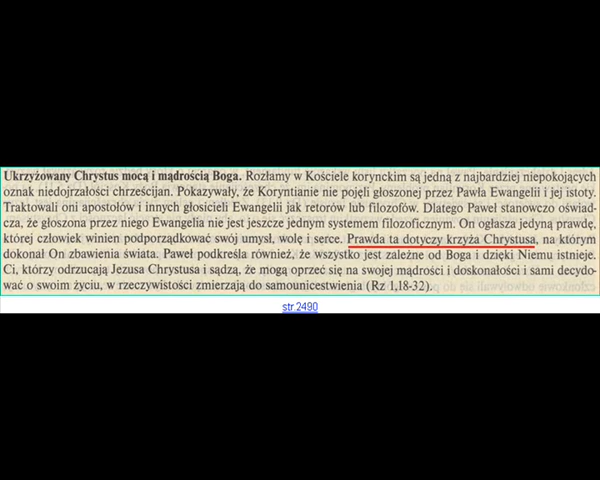 Ukrzyżowany Chrystus mocą i mądrością Boga. Rozłamy w Kościele korynckim są jedną z najbardziej niepokojących
oznak niedojrzałości chrześcijan. Pokazywały, że Koryntianie nie pojęli głoszonej przez Pawła Ewangelii i jej istoty.
Traktowali oni apostołów i innych głosicieli Ewangelii jak retorów lub filozofów. Dlatego Paweł stanowczo oświad-
cza, że głoszona przez niego Ewangelia nie jest jeszcze jednym systemem filozoficznym. On ogłasza jedyną prawdę,
której człowiek winien podporządkować swój umysł, wolę i serce. Prawda ta dotyczy krzyża Chrystusa, na którym
dokonał On zbawienia świata. Paweł podkreśla również, że wszystko jest zależne od Boga i dzięki Niemu istnieje.
Ci, którzy odrzucają Jezusa Chrystusa i sądzą, że mogą oprzeć się na swojej mądrości i doskonałości i sami decydo-
wać o swoim życiu, w rzeczywistości zmierzają do samounicestwienia (Rz 1,18-32).
str.2490